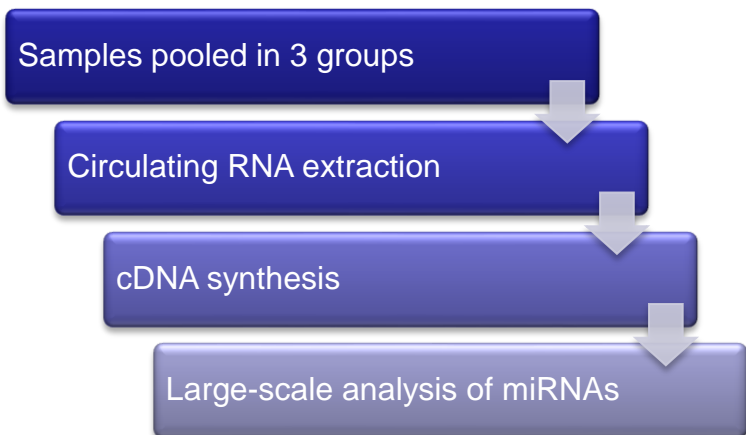 Samples pooled in 3 groups
Circulating RNA extraction
cDNA synthesis
Large-scale analysis of miRNAs